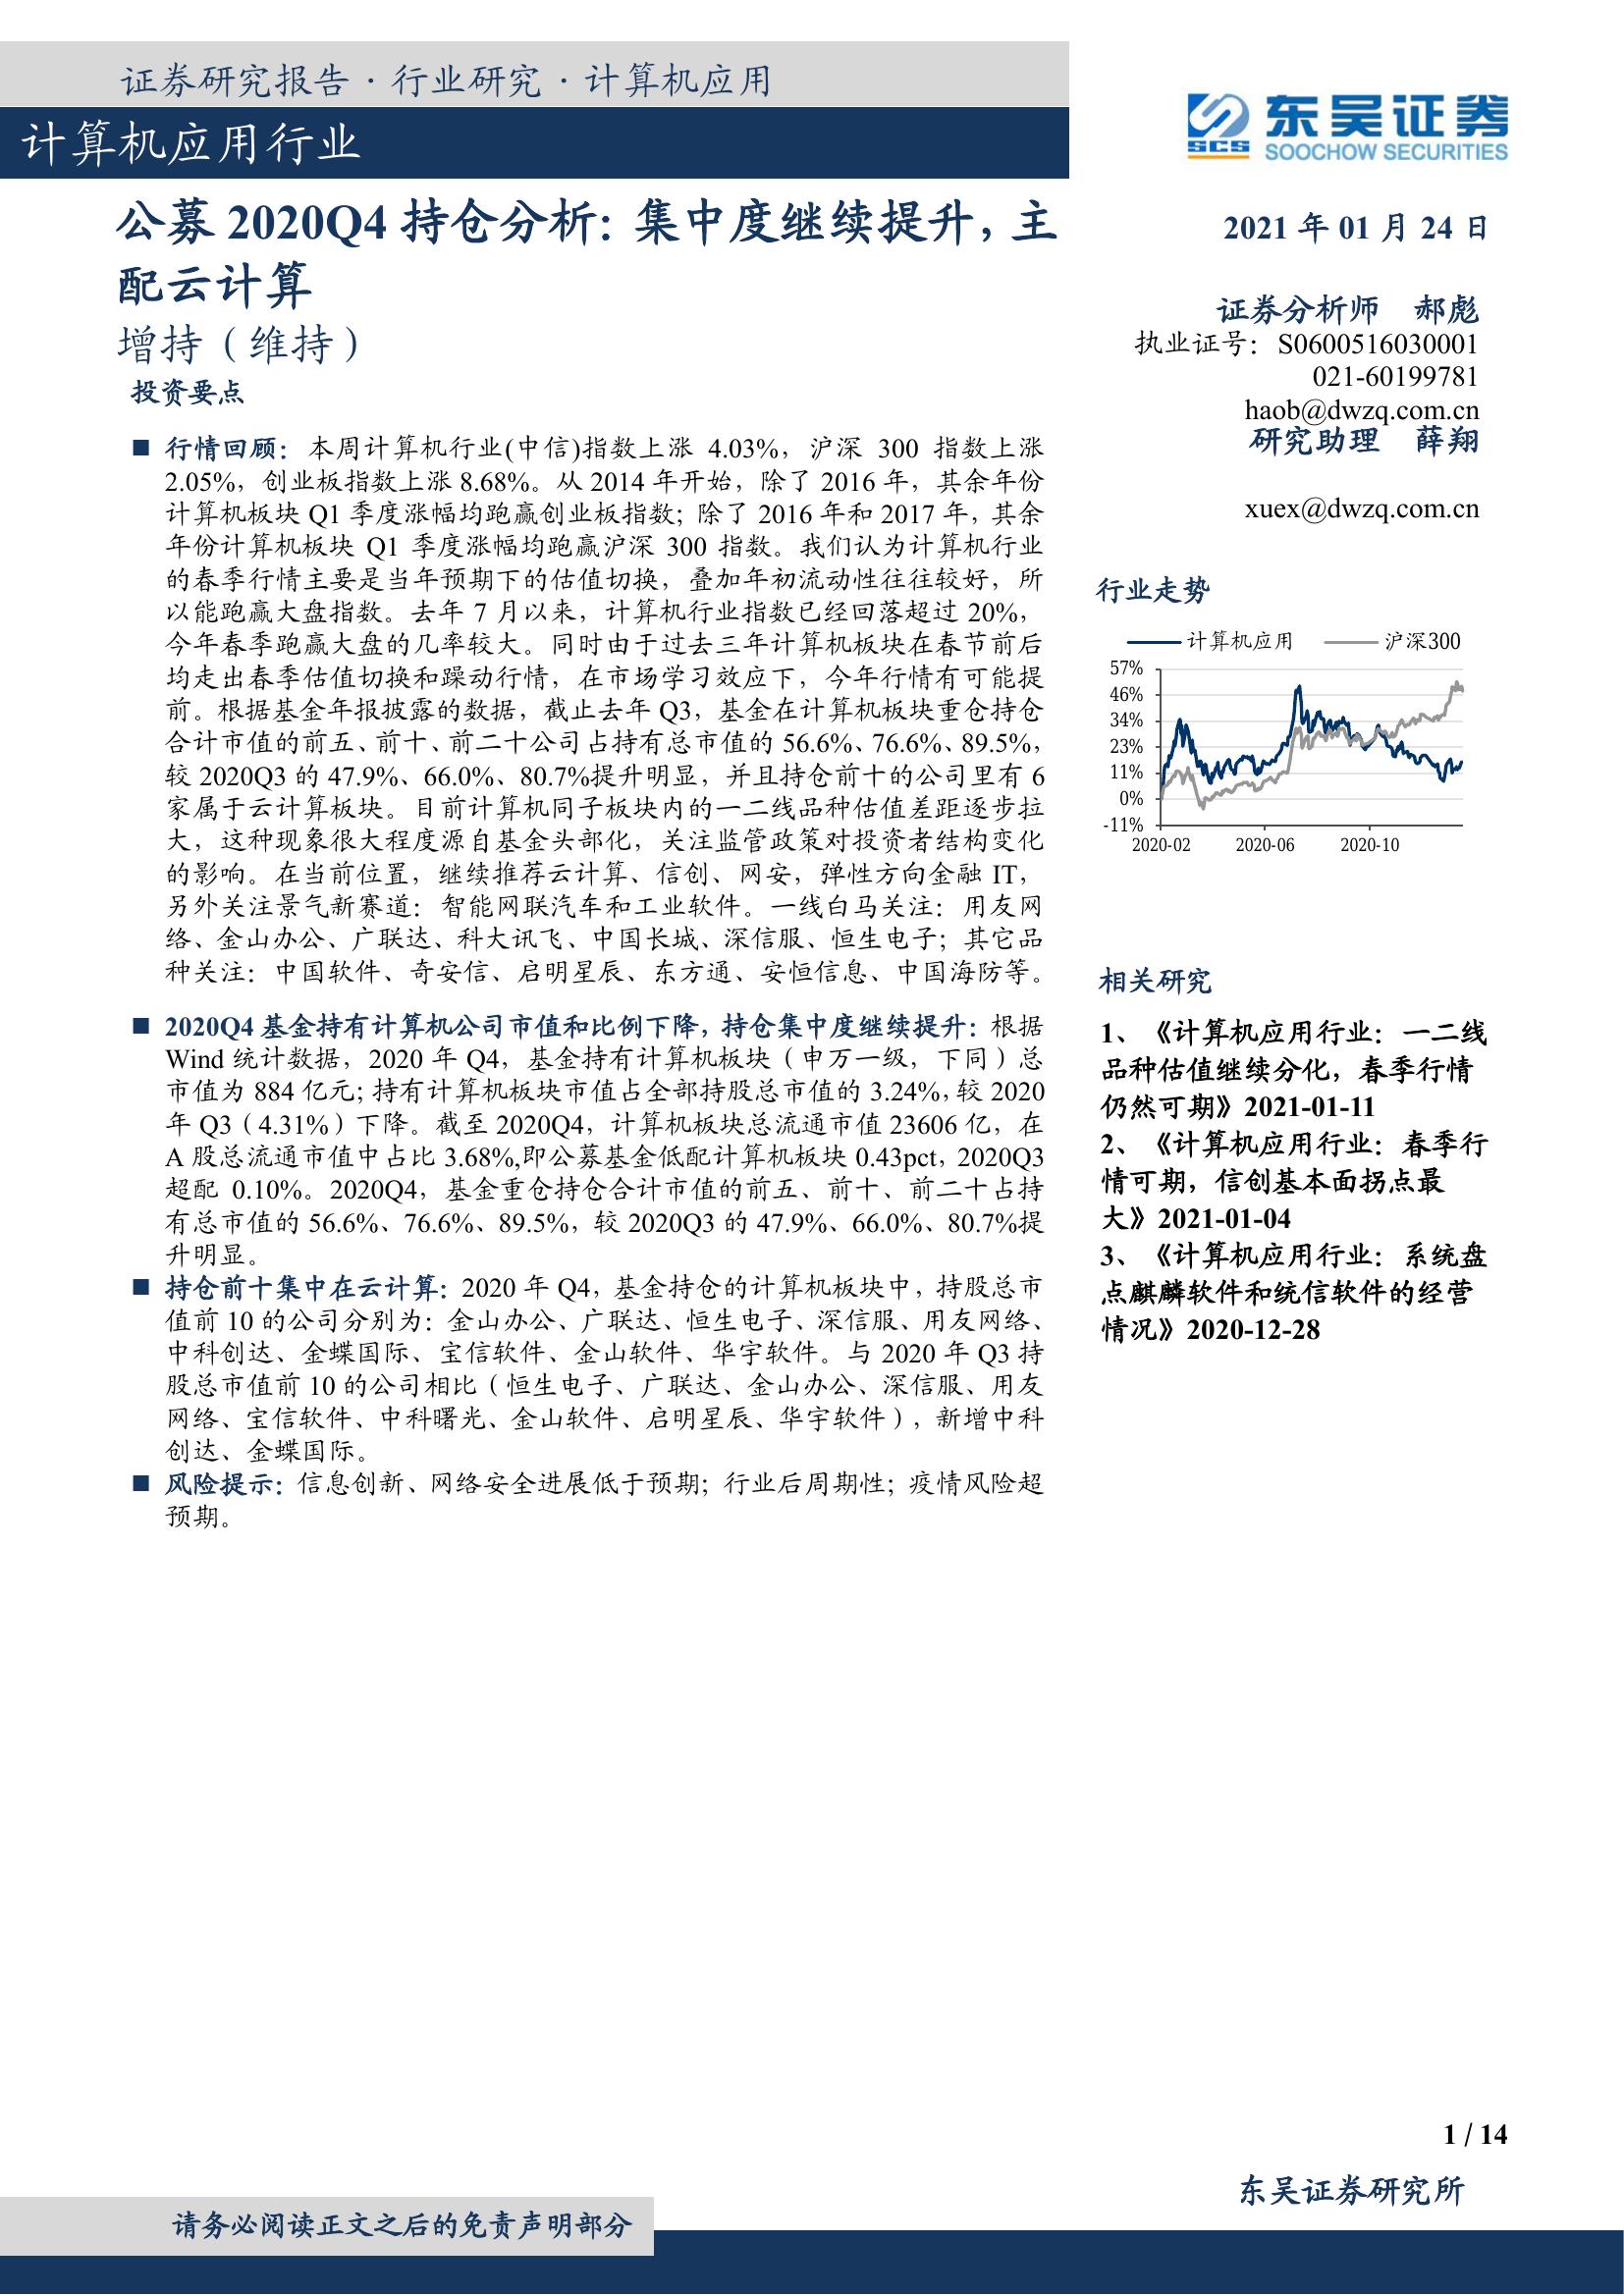 证券研究报告·行业研究·计算机应用
计算机应用行业
东吴证券
SCS
SOOCHOW SECURITIES
公募 2020Q4 持仓分析：集中度继续提升，主
配云计算
增持（维持）
投资要点
■ 行情回顾：本周计算机行业(中信)指数上涨 4.03%，沪深 300 指数上涨
2.05%，创业板指数上涨 8.68%。从 2014 年开始，除了 2016 年，其余年份
计算机板块 Q1 季度涨幅均跑赢创业板指数；除了 2016 年和 2017 年，其余
年份计算机板块 Q1 季度涨幅均跑赢沪深 300 指数。我们认为计算机行业
的春季行情主要是当年预期下的估值切换，叠加年初流动性往往较好，所
以能跑赢大盘指数。去年 7 月以来，计算机行业指数已经回落超过 20%，
今年春季跑赢大盘的几率较大。同时由于过去三年计算机板块在春节前后
均走出春季估值切换和躁动行情，在市场学习效应下，今年行情有可能提
前。根据基金年报披露的数据，截止去年 Q3，基金在计算机板块重仓持仓
合计市值的前五、前十、前二十公司占持有总市值的 56.6%、76.6%、89.5%，
较 2020Q3 的 47.9%、66.0%、80.7%提升明显，并且持仓前十的公司里有 6
家属于云计算板块。目前计算机同子板块内的一二线品种估值差距逐步拉
大，这种现象很大程度源自基金头部化，关注监管政策对投资者结构变化
的影响。在当前位置，继续推荐云计算、信创、网安，弹性方向金融 IT，
另外关注景气新赛道：智能网联汽车和工业软件。一线白马关注：用友网
络、金山办公、广联达、科大讯飞、中国长城、深信服、恒生电子；其它品
种关注：中国软件、奇安信、启明星辰、东方通、安恒信息、中国海防等。
■ 2020Q4 基金持有计算机公司市值和比例下降，持仓集中度继续提升：根据
Wind 统计数据，2020 年 Q4，基金持有计算机板块（申万一级，下同）总
市值为 884 亿元；持有计算机板块市值占全部持股总市值的 3.24%，较 2020
年 Q3（4.31%）下降。截至 2020Q4，计算机板块总流通市值 23606 亿，在
A 股总流通市值中占比 3.68%,即公募基金低配计算机板块 0.43pct，2020Q3
超配 0.10%。2020Q4，基金重仓持仓合计市值的前五、前十、前二十占持
有总市值的 56.6%、76.6%、89.5%，较 2020Q3 的 47.9%、66.0%、80.7%提
升明显。
■ 持仓前十集中在云计算：2020 年 Q4，基金持仓的计算机板块中，持股总市
值前 10 的公司分别为：金山办公、广联达、恒生电子、深信服、用友网络、
中科创达、金蝶国际、宝信软件、金山软件、华宇软件。与 2020 年 Q3 持
股总市值前 10 的公司相比（恒生电子、广联达、金山办公、深信服、用友
网络、宝信软件、中科曙光、金山软件、启明星辰、华宇软件），新增中科
创达、金蝶国际。
■ 风险提示：信息创新、网络安全进展低于预期；行业后周期性；疫情风险超
预期。
2021 年 01 月 24 日
证券分析师 郝彪
执业证号：S0600516030001
021-60199781
haob@dwzq.com.cn
研究助理 薛翔
xuex@dwzq.com.cn
行业走势
计算机应用 沪深300
57%
46%
34%
23%
11%
0%
-11%
2020-02 2020-06 2020-10
相关研究
1、《计算机应用行业：一二线
品种估值继续分化，春季行情
仍然可期》2021-01-11
2、《计算机应用行业：春季行
情可期，信创基本面拐点最
大》2021-01-04
3、《计算机应用行业：系统盘
点麒麟软件和统信软件的经营
情况》2020-12-28
1 / 14
东吴证券研究所
请务必阅读正文之后的免责声明部分